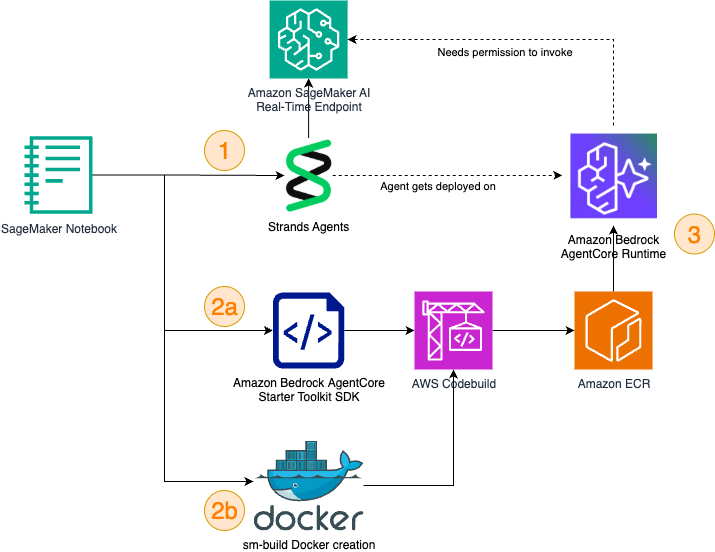 Needs permission to invoke
Amazon SageMaker AI
Real-Time Endpoint
1
SageMaker Notebook
Strands Agents
Agent gets deployed on
Amazon Bedrock
AgentCore Runtime
3
2a
Amazon Bedrock AgentCore
Starter Toolkit SDK
AWS Codebuild
Amazon ECR
2b
docker
sm-build Docker creation